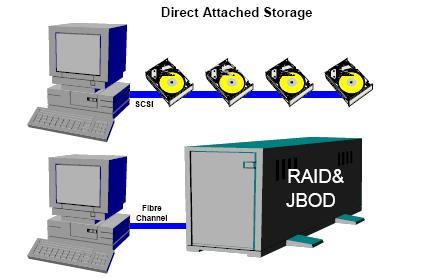 Direct Attached Storage
SCSI
RAID&
JBOD
Fibre
Channel